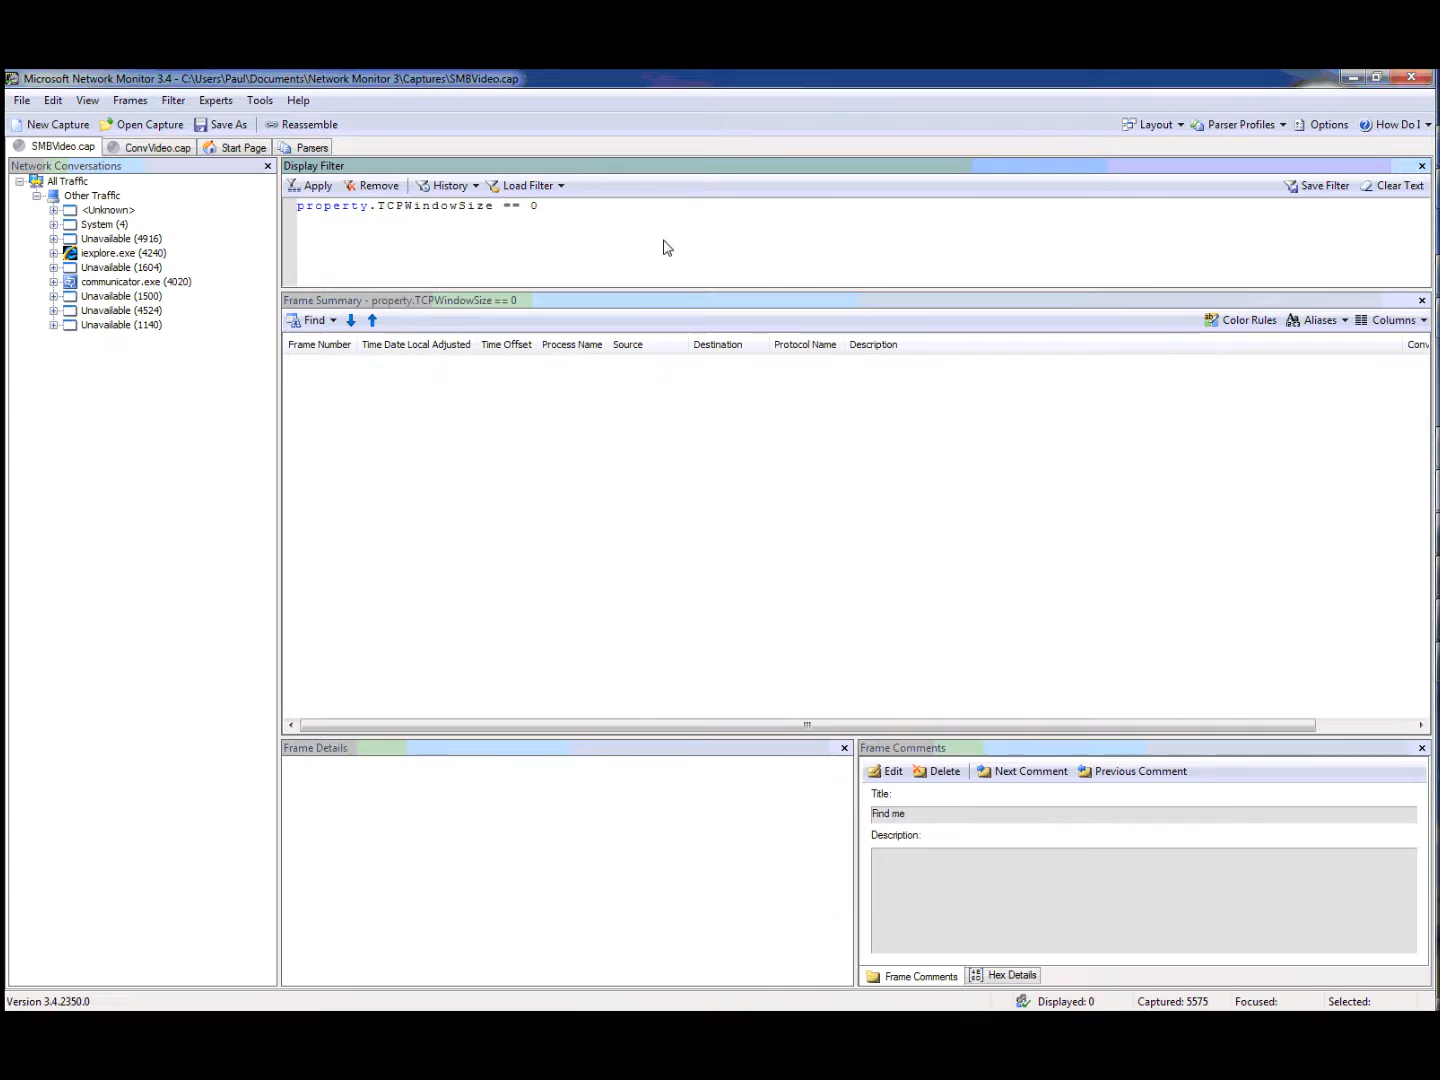 Microsoft Network Monitor 3.4 - C:\Users\Paul\Documents\Network Monitor 3\Captures\SMBVideo.cap
File Edit View Frames Filter Experts Tools Help
New Capture Open Capture Save As Reassemble Layout Parser Profiles Options How Do I
SMBVideo.cap ConvVideo.cap Start Page Parsers
Network Conversations
All Traffic
Other Traffic
<Unknown>
System (4)
Unavailable (4916)
iexplore.exe (4240)
Unavailable (1604)
communicator.exe (4020)
Unavailable (1500)
Unavailable (4524)
Unavailable (1140)
Display Filter
Apply Remove History Load Filter Save Filter Clear Text
property.TCPWindowSize == 0
Frame Summary - property.TCPWindowSize == 0
Find Color Rules Aliases Columns
Frame Number Time Date Local Adjusted Time Offset Process Name Source Destination Protocol Name Description Conv
Frame Details
Frame Comments
Edit Delete Next Comment Previous Comment
Title:
Find me
Description:
Frame Comments Hex Details
Version 3.4.2350.0 Displayed: 0 Captured: 5575 Focused: Selected: